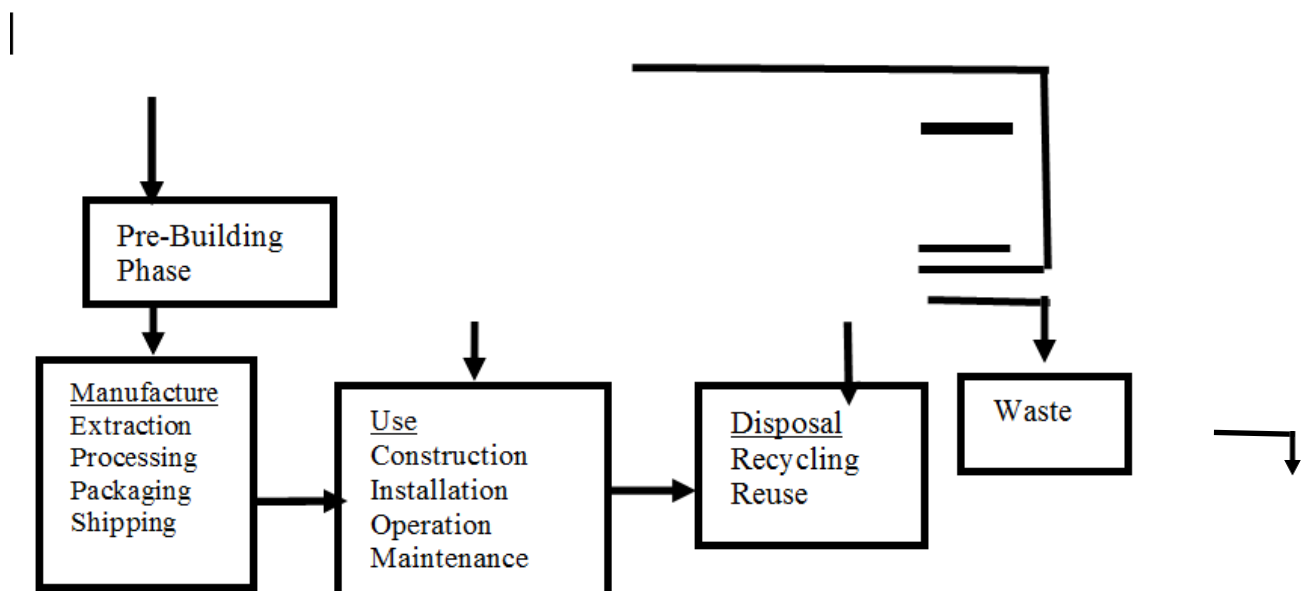 Pre-Building
Phase
Manufacture
Extraction
Processing
Packaging
Shipping
Use
Construction
Installation
Operation
Maintenance
Disposal
Recycling
Reuse
Waste